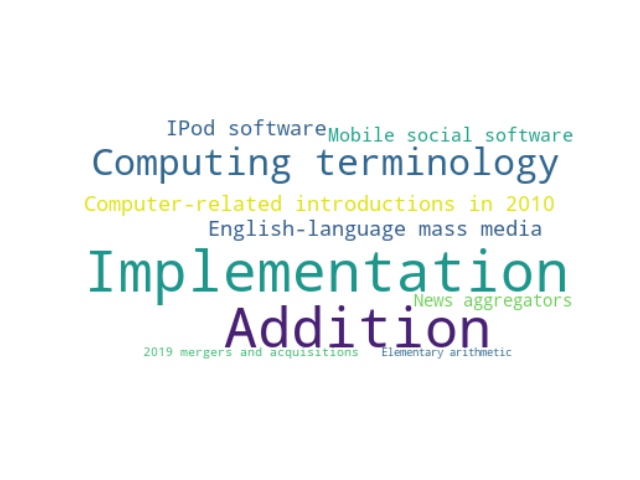 IPod software
Mobile social software
Computing terminology
Computer-related introductions in 2010
English-language mass media
Implementation
News aggregators
Addition
2019 mergers and acquisitions
Elementary arithmetic